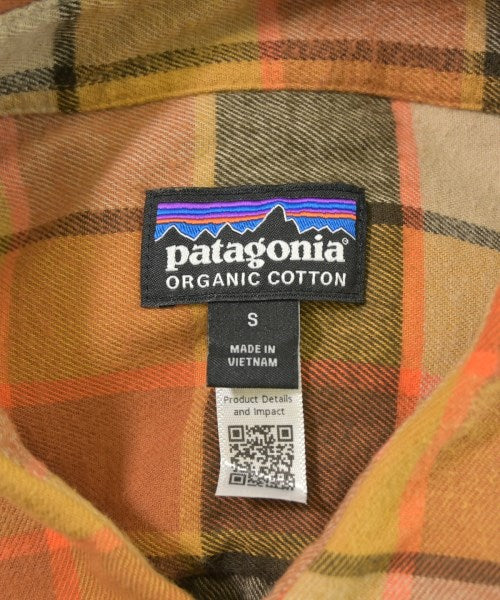 patagonia®
ORGANIC COTTON
S
MADE IN
VIETNAM
Product Details
and Impact